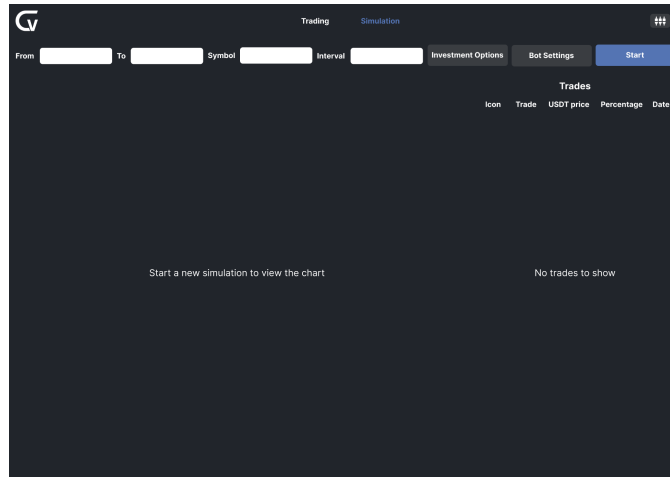 Gv
Trading Simulation
From To Symbol Interval Investment Options Bot Settings Start
Trades
Icon Trade USDT price Percentage Date
Start a new simulation to view the chart
No trades to show